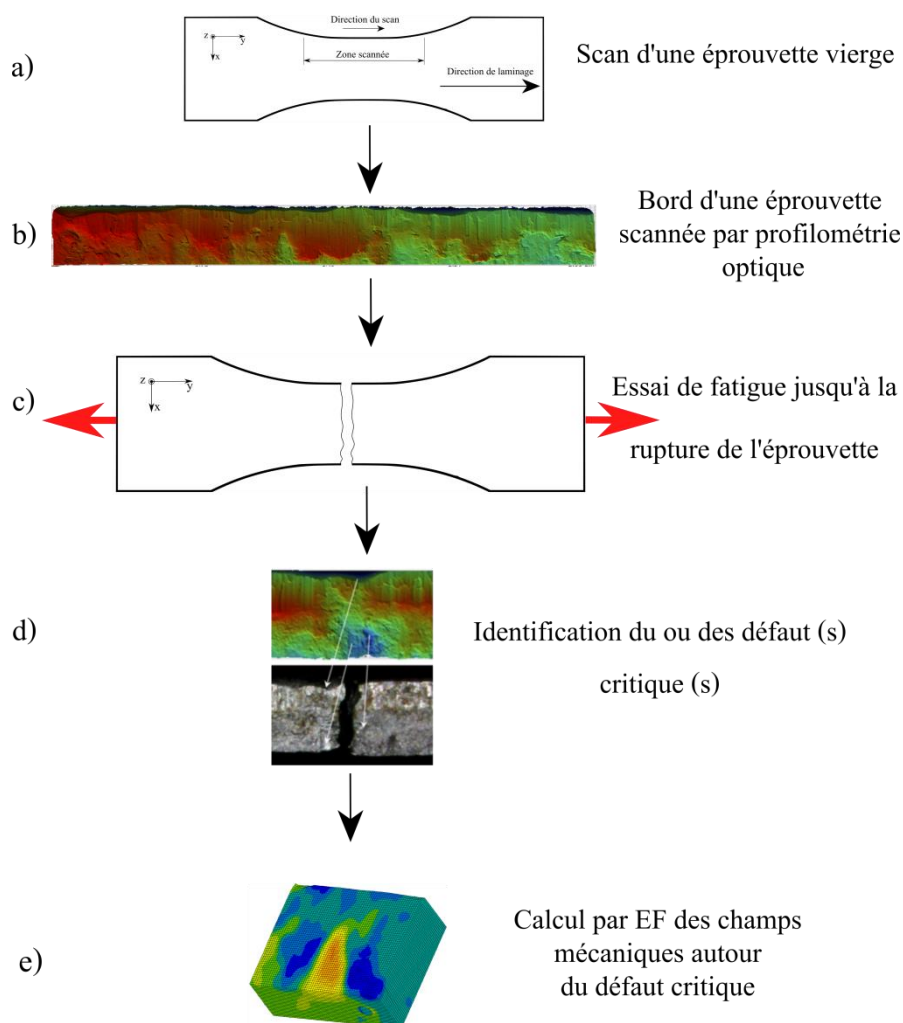 Direction du scan
z
y
x
Zone scannée
Direction de laminage
a)
Scan d'une éprouvette vierge
b)
Bord d'une éprouvette
scannée par profilométrie
optique
z
y
x
c)
Essai de fatigue jusqu'à la
rupture de l'éprouvette
d)
Identification du ou des défaut (s)
critique (s)
e)
Calcul par EF des champs
mécaniques autour
du défaut critique